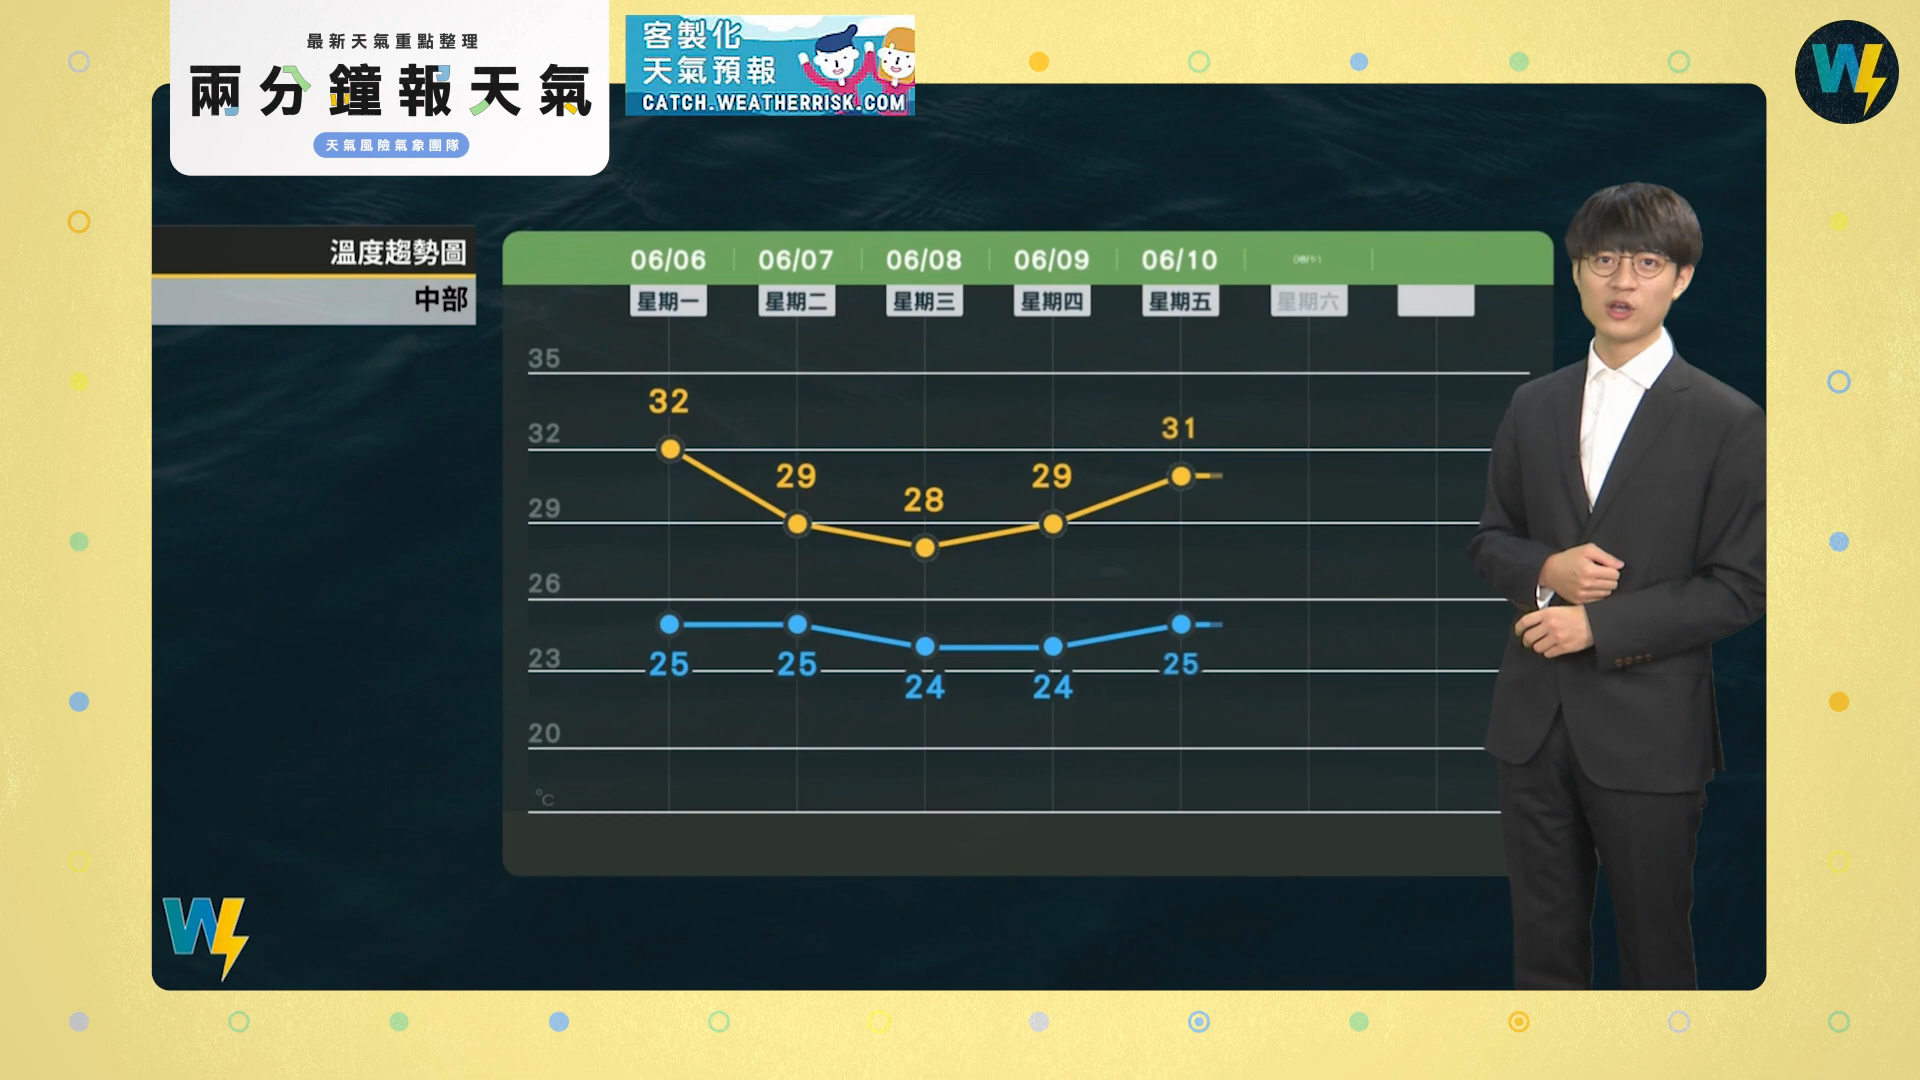 最新天氣重點整理
兩分鐘報天氣
天氣風險氣象團隊
客製化
天氣預報
CATCH.WEATHERRISK.COM
溫度趨勢圖
中部
06/06 06/07 06/08 06/09 06/10
星期一 星期二 星期三 星期四 星期五 星期六
35
32
31
32
29 29
28
29
26
25 25 25
23
24 24
20
°C